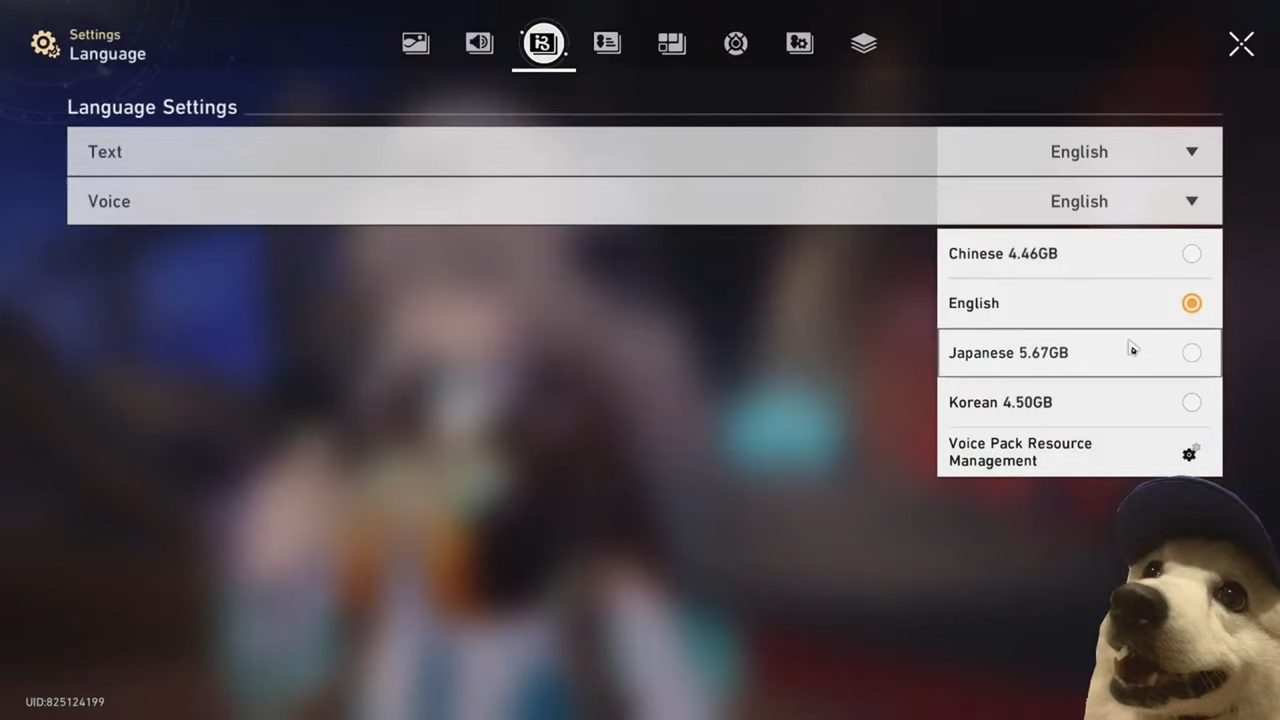 Settings
Language
Language Settings
Text English
Voice English
Chinese 4.46GB
English
Japanese 5.67GB
Korean 4.50GB
Voice Pack Resource
Management
UID:825124199